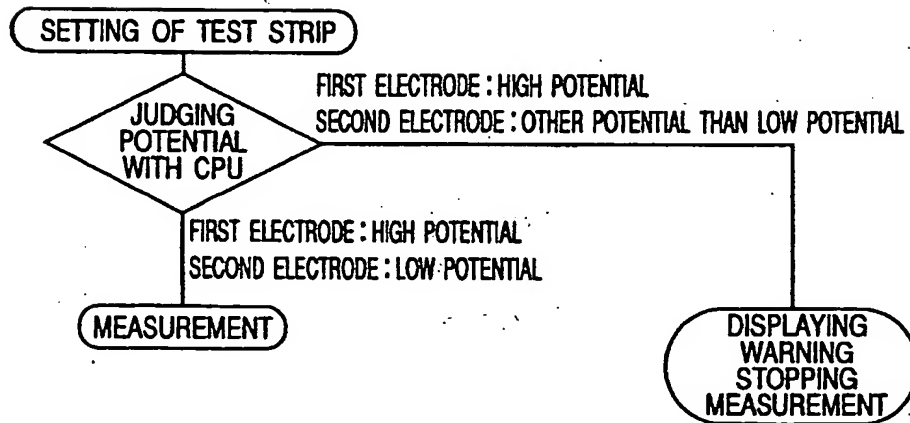 SETTING OF TEST STRIP
JUDGING
POTENTIAL
WITH CPU
FIRST ELECTRODE : HIGH POTENTIAL
SECOND ELECTRODE : OTHER POTENTIAL THAN LOW POTENTIAL
FIRST ELECTRODE : HIGH POTENTIAL
SECOND ELECTRODE : LOW POTENTIAL
MEASUREMENT
DISPLAYING
WARNING
STOPPING
MEASUREMENT